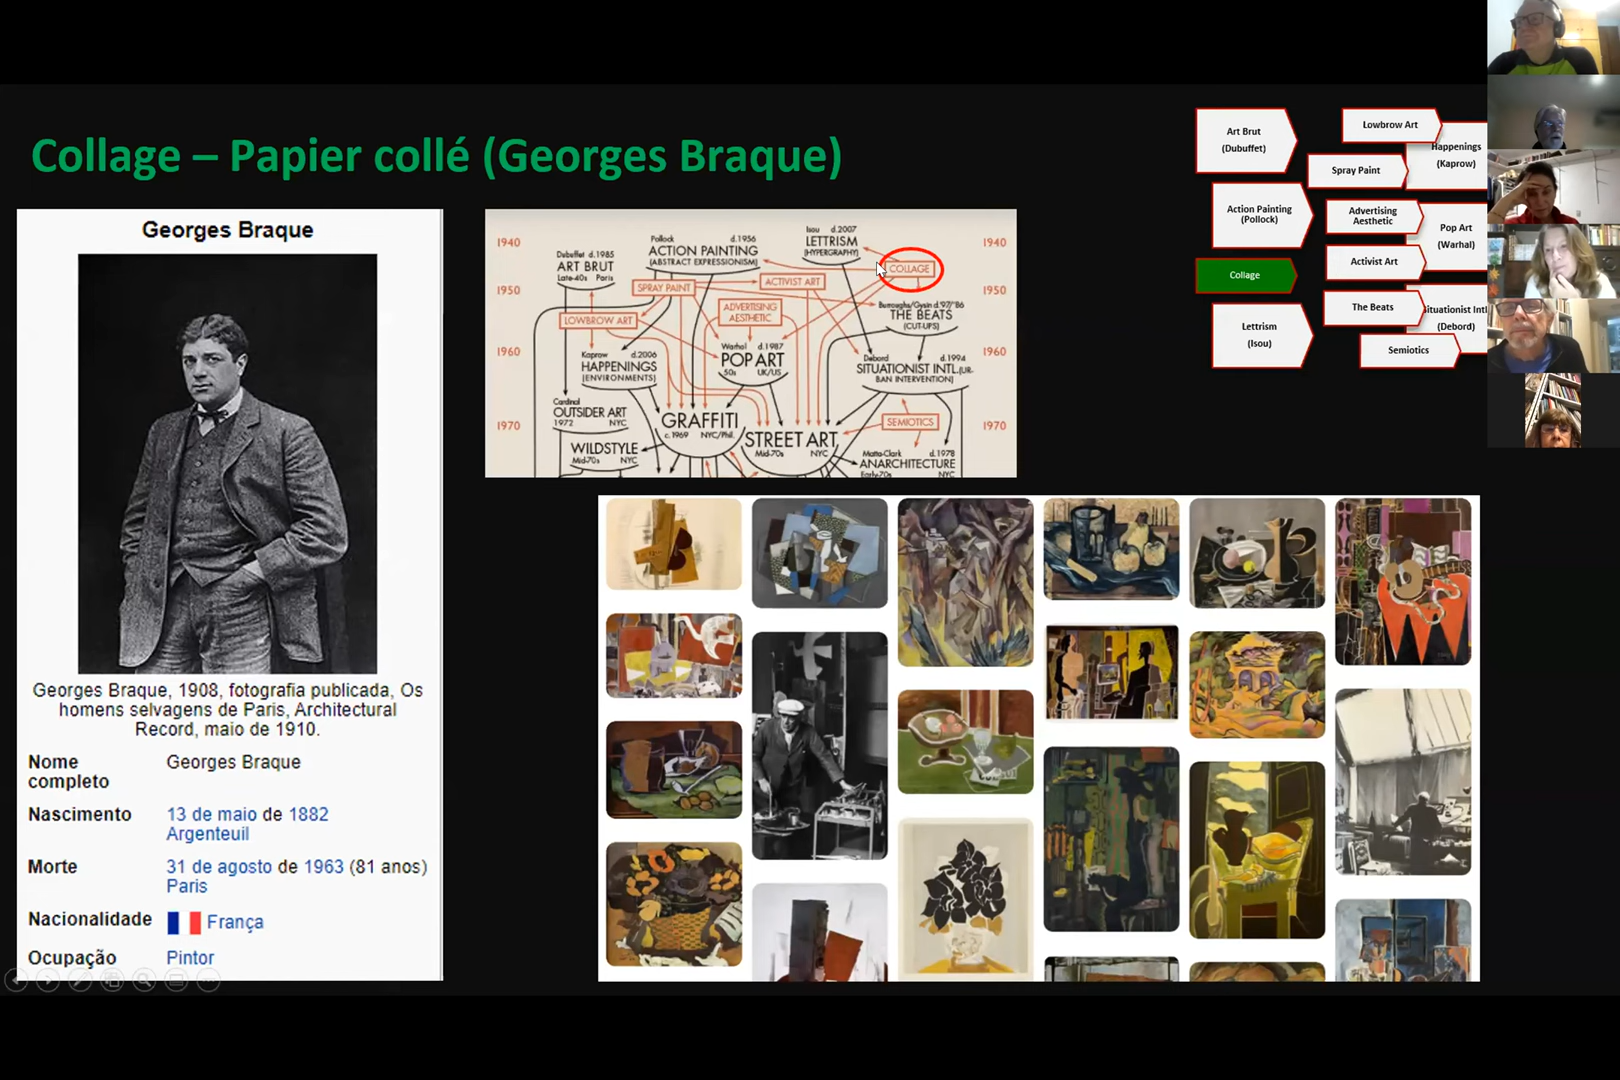 Collage – Papier collé (Georges Braque)
Georges Braque
Georges Braque, 1908, fotografia publicada, Os
homens selvagens de Paris, Architectural
Record, maio de 1910.
Nome completo Georges Braque
Nascimento 13 de maio de 1882
Argenteuil
Morte 31 de agosto de 1963 (81 anos)
Paris
Nacionalidade França
Ocupação Pintor
1940
1950
1960
1970
Dubuffet d.1985
ART BRUT
Late-40s Paris
Pollock d.1956
ACTION PAINTING
(ABSTRACT EXPRESSIONISM)
Isou d.2007
LETTRISM
(HYPERGRAPHY)
COLLAGE
SPRAY PAINT
ACTIVIST ART
LOWBROW ART
ADVERTISING
AESTHETIC
Burroughs/Gysin d.'97/'86
THE BEATS
(CUT-UPS)
Kaprow d.2006
HAPPENINGS
(ENVIRONMENTS)
Warhol d.1987
POP ART
50s UK/US
Debord d.1994
SITUATIONIST INTL.(UR-
BAN INTERVENTION)
Cardinal
OUTSIDER ART
1972 NYC
GRAFFITI
c.1969 NYC/Phil.
STREET ART
Mid-70s NYC
SEMIOTICS
WILDSTYLE
Mid-70s NYC
Matta-Clark d.1978
ANARCHITECTURE
Early-70s NYC
1940
1950
1960
1970
Art Brut
(Dubuffet)
Action Painting
(Pollock)
Collage
Lettrism
(Isou)
Lowbrow Art
Spray Paint
Advertising
Aesthetic
Activist Art
The Beats
Semiotics
Happenings
(Kaprow)
Pop Art
(Warhal)
ituationist Intl
(Debord)